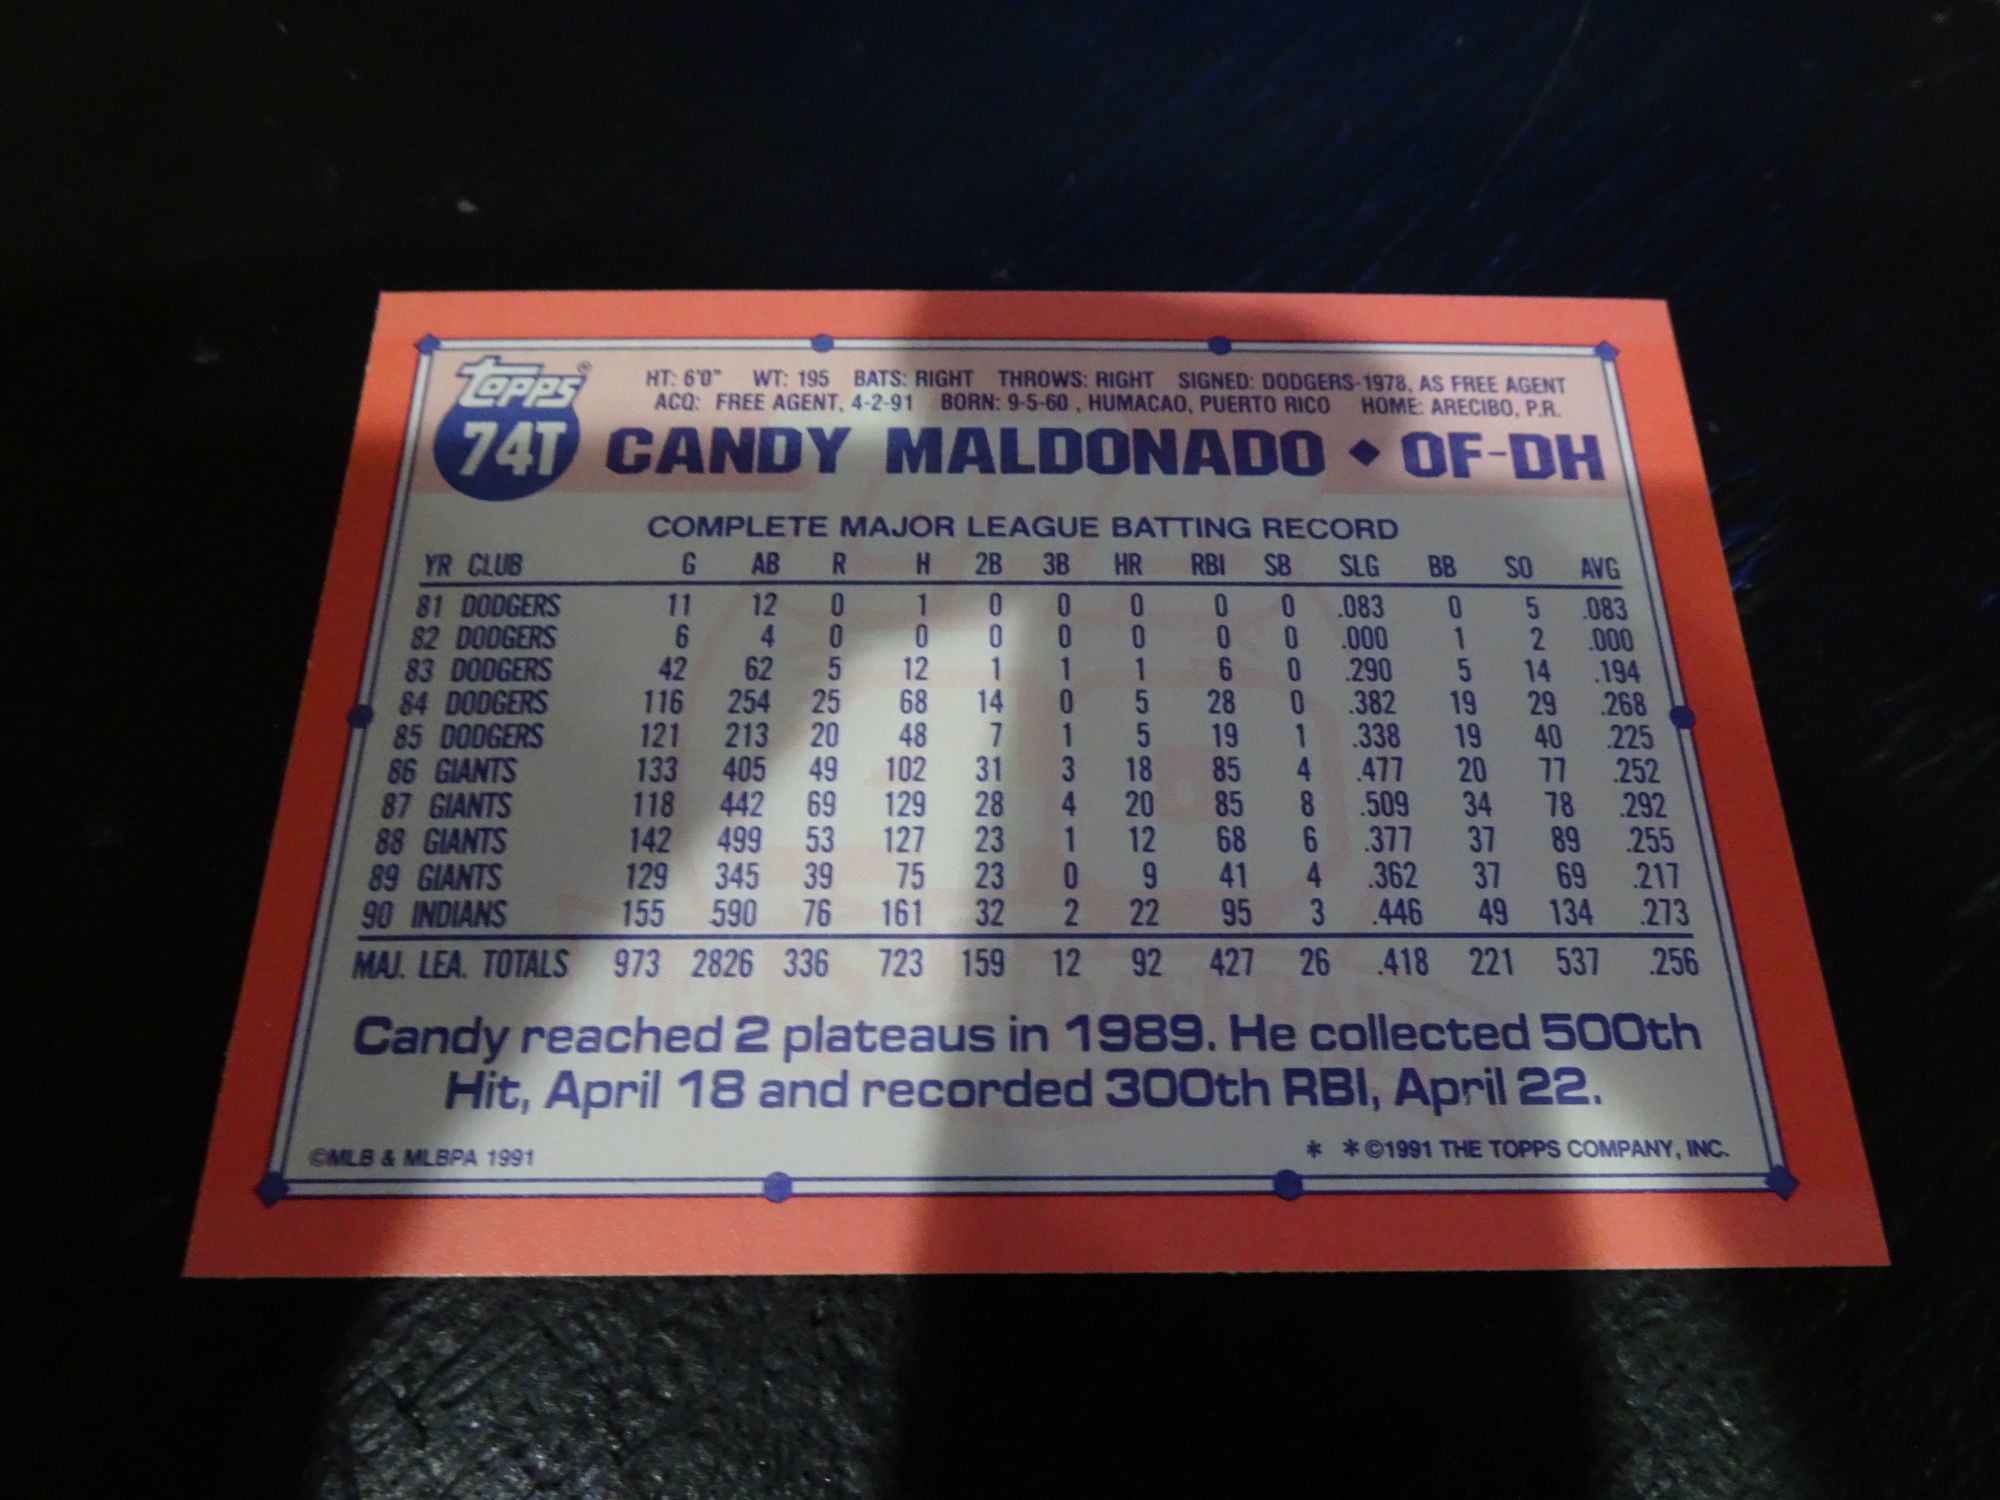 topps®
74T
HT: 6'0" WT: 195 BATS: RIGHT THROWS: RIGHT SIGNED: DODGERS-1978, AS FREE AGENT
ACQ: FREE AGENT, 4-2-91 BORN: 9-5-60 , HUMACAO, PUERTO RICO HOME: ARECIBO, P.R.
CANDY MALDONADO ◆ OF-DH
COMPLETE MAJOR LEAGUE BATTING RECORD
YR CLUB G AB R H 2B 3B HR RBI SB SLG BB SO AVG
81 DODGERS 11 12 0 1 0 0 0 0 0 .083 0 5 .083
82 DODGERS 6 4 0 0 0 0 0 0 0 .000 1 2 .000
83 DODGERS 42 62 5 12 1 1 1 6 0 .290 5 14 .194
84 DODGERS 116 254 25 68 14 0 5 28 0 .382 19 29 .268
85 DODGERS 121 213 20 48 7 1 5 19 1 .338 19 40 .225
86 GIANTS 133 405 49 102 31 3 18 85 4 .477 20 77 .252
87 GIANTS 118 442 69 129 28 4 20 85 8 .509 34 78 .292
88 GIANTS 142 499 53 127 23 1 12 68 6 .377 37 89 .255
89 GIANTS 129 345 39 75 23 0 9 41 4 .362 37 69 .217
90 INDIANS 155 590 76 161 32 2 22 95 3 .446 49 134 .273
MAJ. LEA. TOTALS 973 2826 336 723 159 12 92 427 26 .418 221 537 .256
Candy reached 2 plateaus in 1989. He collected 500th
Hit, April 18 and recorded 300th RBI, April 22.
©MLB & MLBPA 1991
* *©1991 THE TOPPS COMPANY, INC.